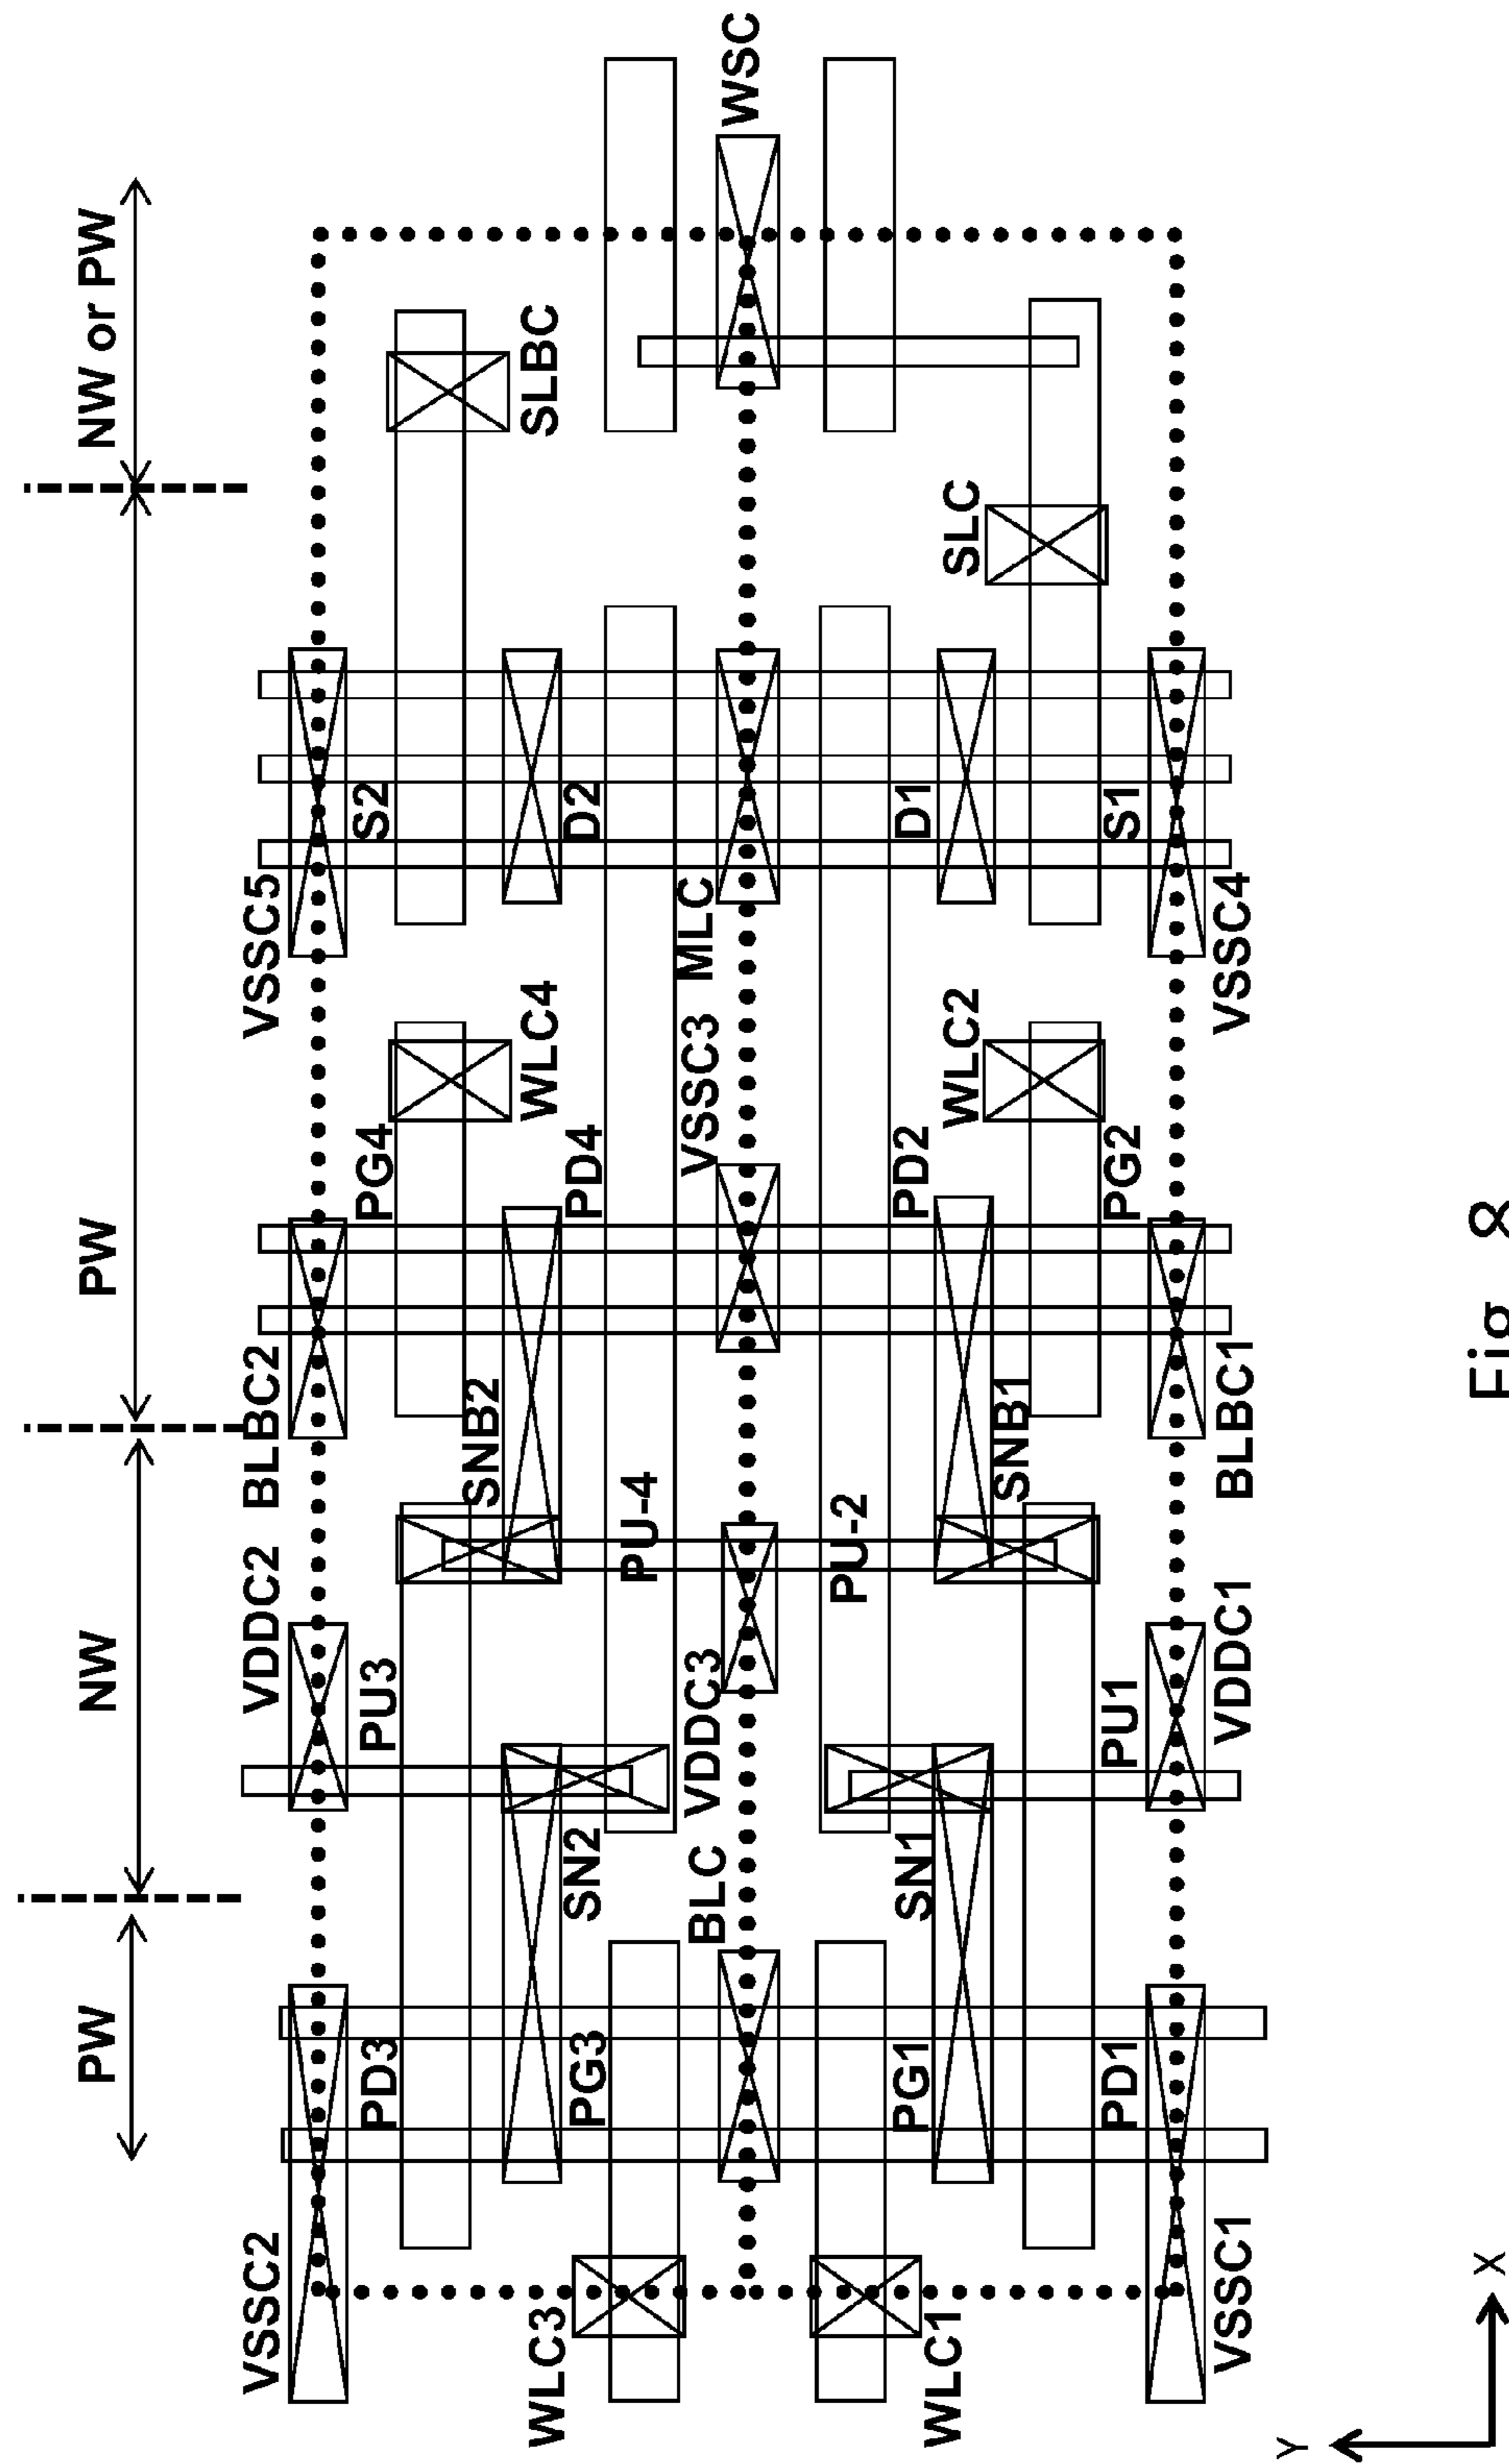 PW
NW
PW
NW or PW
VSSC2
VDDC2
BLBC2
VSSC5
PD3
PU3
PG4
S2
WLC3
SNB2
WLC4
SLBC
PG3
SN2
PD4
D2
PU-4
BLC
VDDC3
VSSC3
MLC
WSC
PU-2
PG1
SN1
PD2
D1
WLC1
SNB1
WLC2
SLC
PD1
PU1
PG2
S1
VSSC1
VDDC1
BLBC1
VSSC4
Y
X
Fig. 8